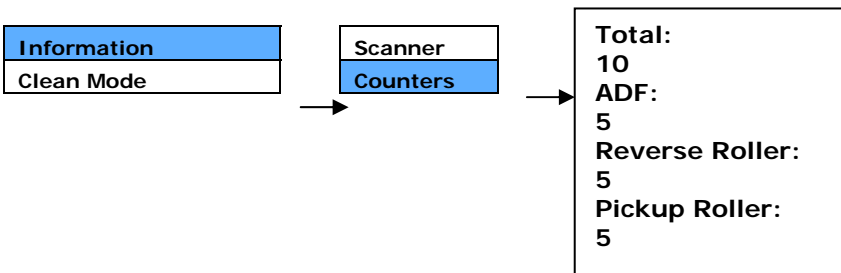 Information
Clean Mode
Scanner
Counters
Total:
10
ADF:
5
Reverse Roller:
5
Pickup Roller:
5